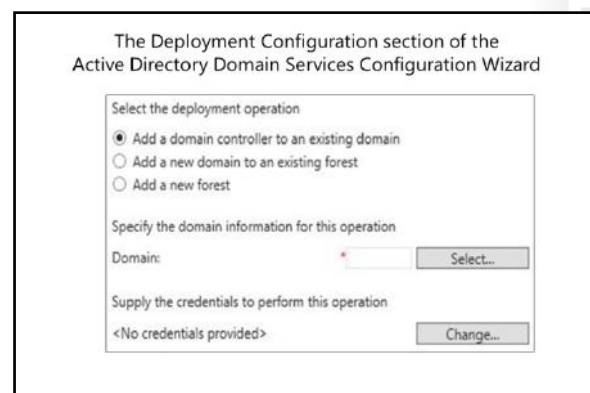 The Deployment Configuration section of the
Active Directory Domain Services Configuration Wizard
Select the deployment operation
Add a domain controller to an existing domain
Add a new domain to an existing forest
Add a new forest
Specify the domain information for this operation
Domain: * Select...
Supply the credentials to perform this operation
<No credentials provided> Change...